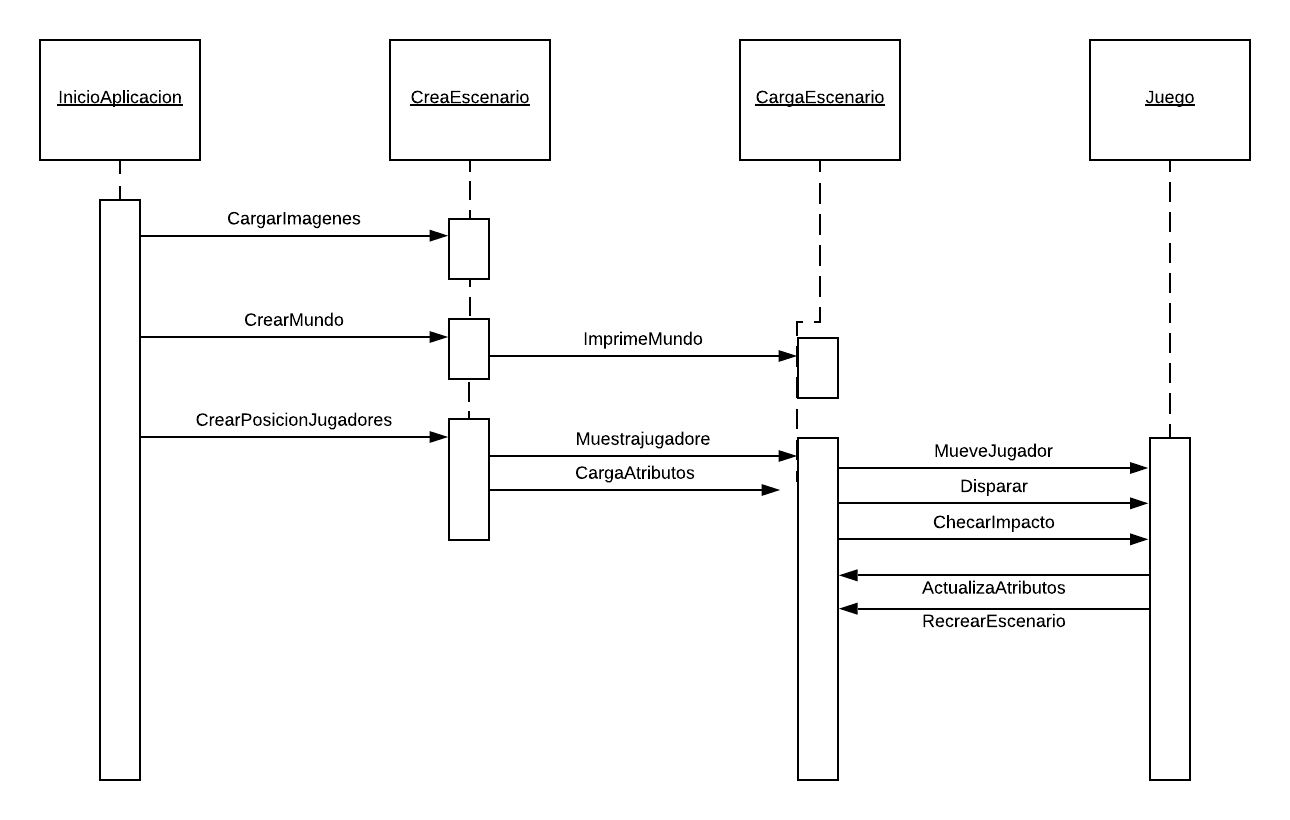 InicioAplicacion
CreaEscenario
CargaEscenario
Juego
CargarImagenes
CrearMundo
ImprimeMundo
CrearPosicionJugadores
Muestrajugadore
CargaAtributos
MueveJugador
Disparar
ChecarImpacto
ActualizaAtributos
RecrearEscenario